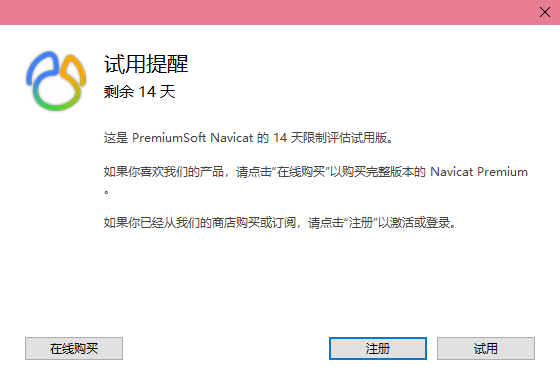 试用提醒
剩余 14 天
这是 PremiumSoft Navicat 的 14 天限制评估试用版。
如果你喜欢我们的产品，请点击“在线购买”以购买完整版本的 Navicat Premium
。
如果你已经从我们的商店购买或订阅，请点击“注册”以激活或登录。
在线购买
注册
试用